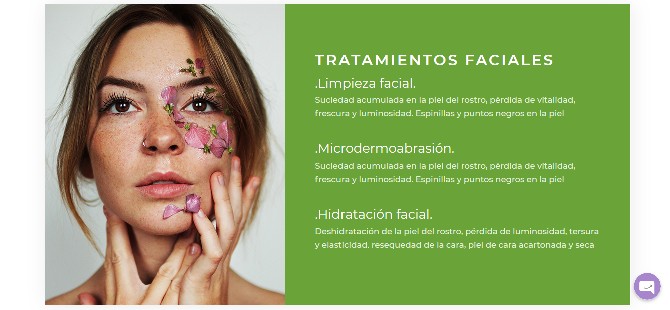 TRATAMIENTOS FACIALES
.Limpieza facial.
Suciedad acumulada en la piel del rostro, pérdida de vitalidad,
frescura y luminosidad. Espinillas y puntos negros en la piel
.Microdermoabrasión.
Suciedad acumulada en la piel del rostro, pérdida de vitalidad,
frescura y luminosidad. Espinillas y puntos negros en la piel
.Hidratación facial.
Deshidratación de la piel del rostro, pérdida de luminosidad, tersura
y elasticidad. resequedad de la cara, piel de cara acartonada y seca